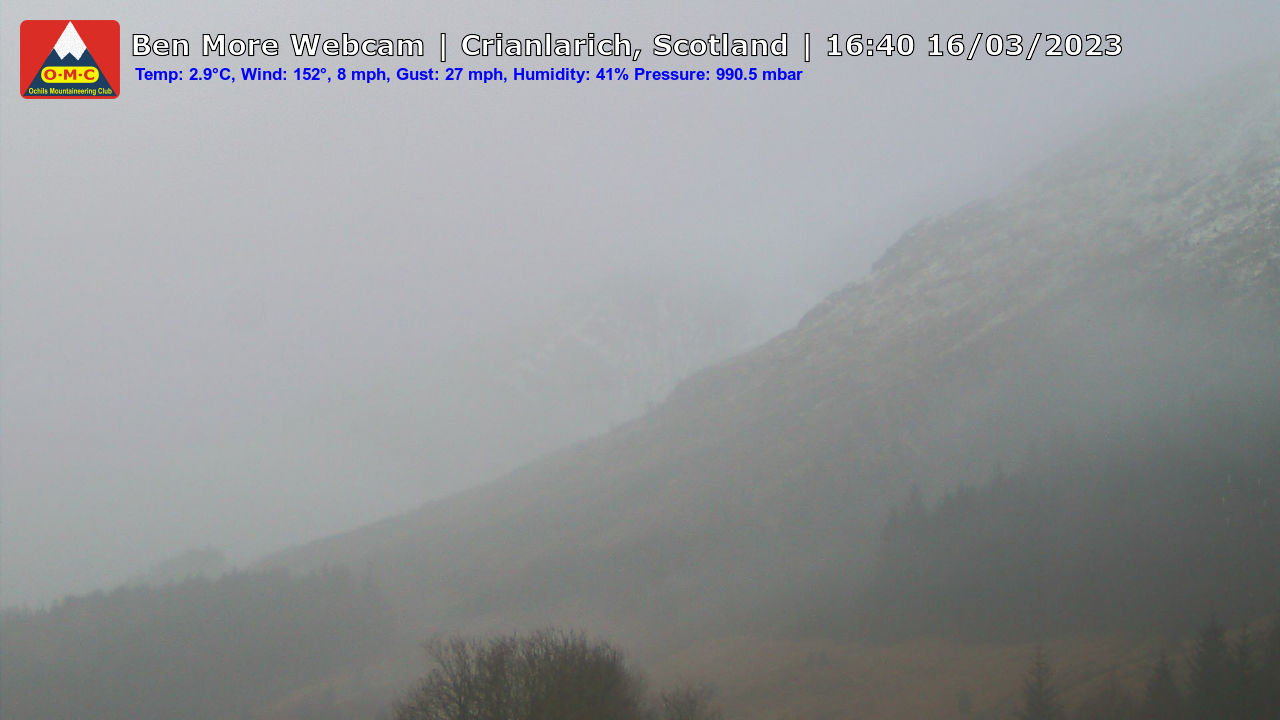 Ben More Webcam | Crianlarich, Scotland | 16:40 16/03/2023
Temp: 2.9°C, Wind: 152°, 8 mph, Gust: 27 mph, Humidity: 41% Pressure: 990.5 mbar
O-M-C
Ochils Mountaineering Club